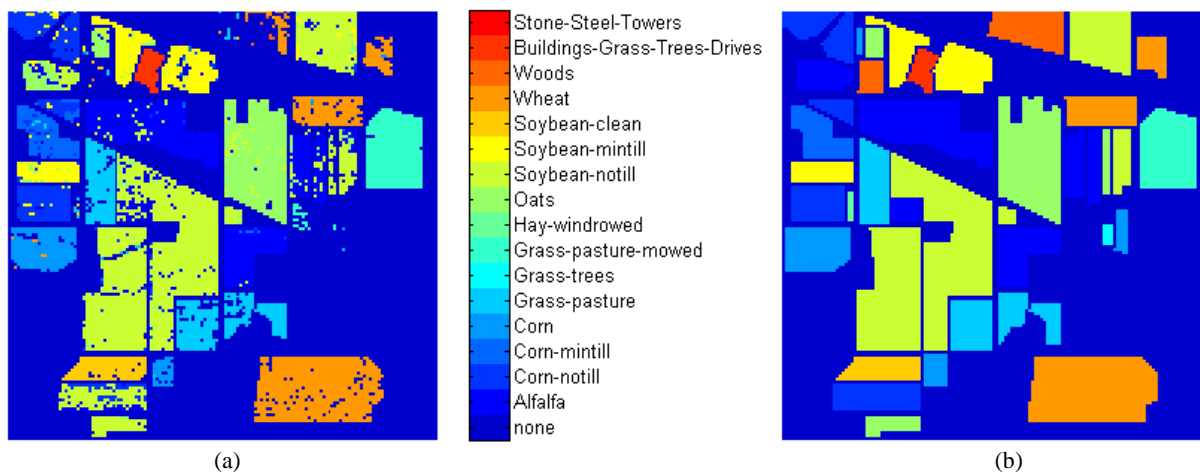 Stone-Steel-Towers
Buildings-Grass-Trees-Drives
Woods
Wheat
Soybean-clean
Soybean-mintill
Soybean-notill
Oats
Hay-windrowed
Grass-pasture-mowed
Grass-trees
Grass-pasture
Corn
Corn-mintill
Corn-notill
Alfalfa
none
(a)
(b)